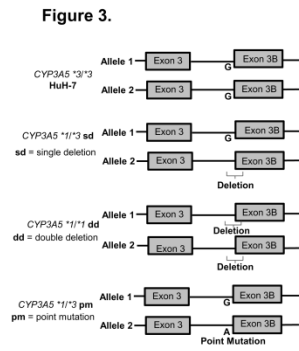 Figure 3.
Allele 1 Exon 3 Exon 3B
G
CYP3A5 *3/*3
HuH-7
Allele 2 Exon 3 Exon 3B
G
Allele 1 Exon 3 Exon 3B
G
CYP3A5 *1/*3 sd
sd = single deletion
Allele 2 Exon 3 Exon 3B
Deletion
Allele 1 Exon 3 Exon 3B
Deletion
CYP3A5 *1/*1 dd
dd = double deletion
Allele 2 Exon 3 Exon 3B
Deletion
Allele 1 Exon 3 Exon 3B
G
CYP3A5 *1/*3 pm
pm = point mutation
Allele 2 Exon 3 Exon 3B
A
Point Mutation